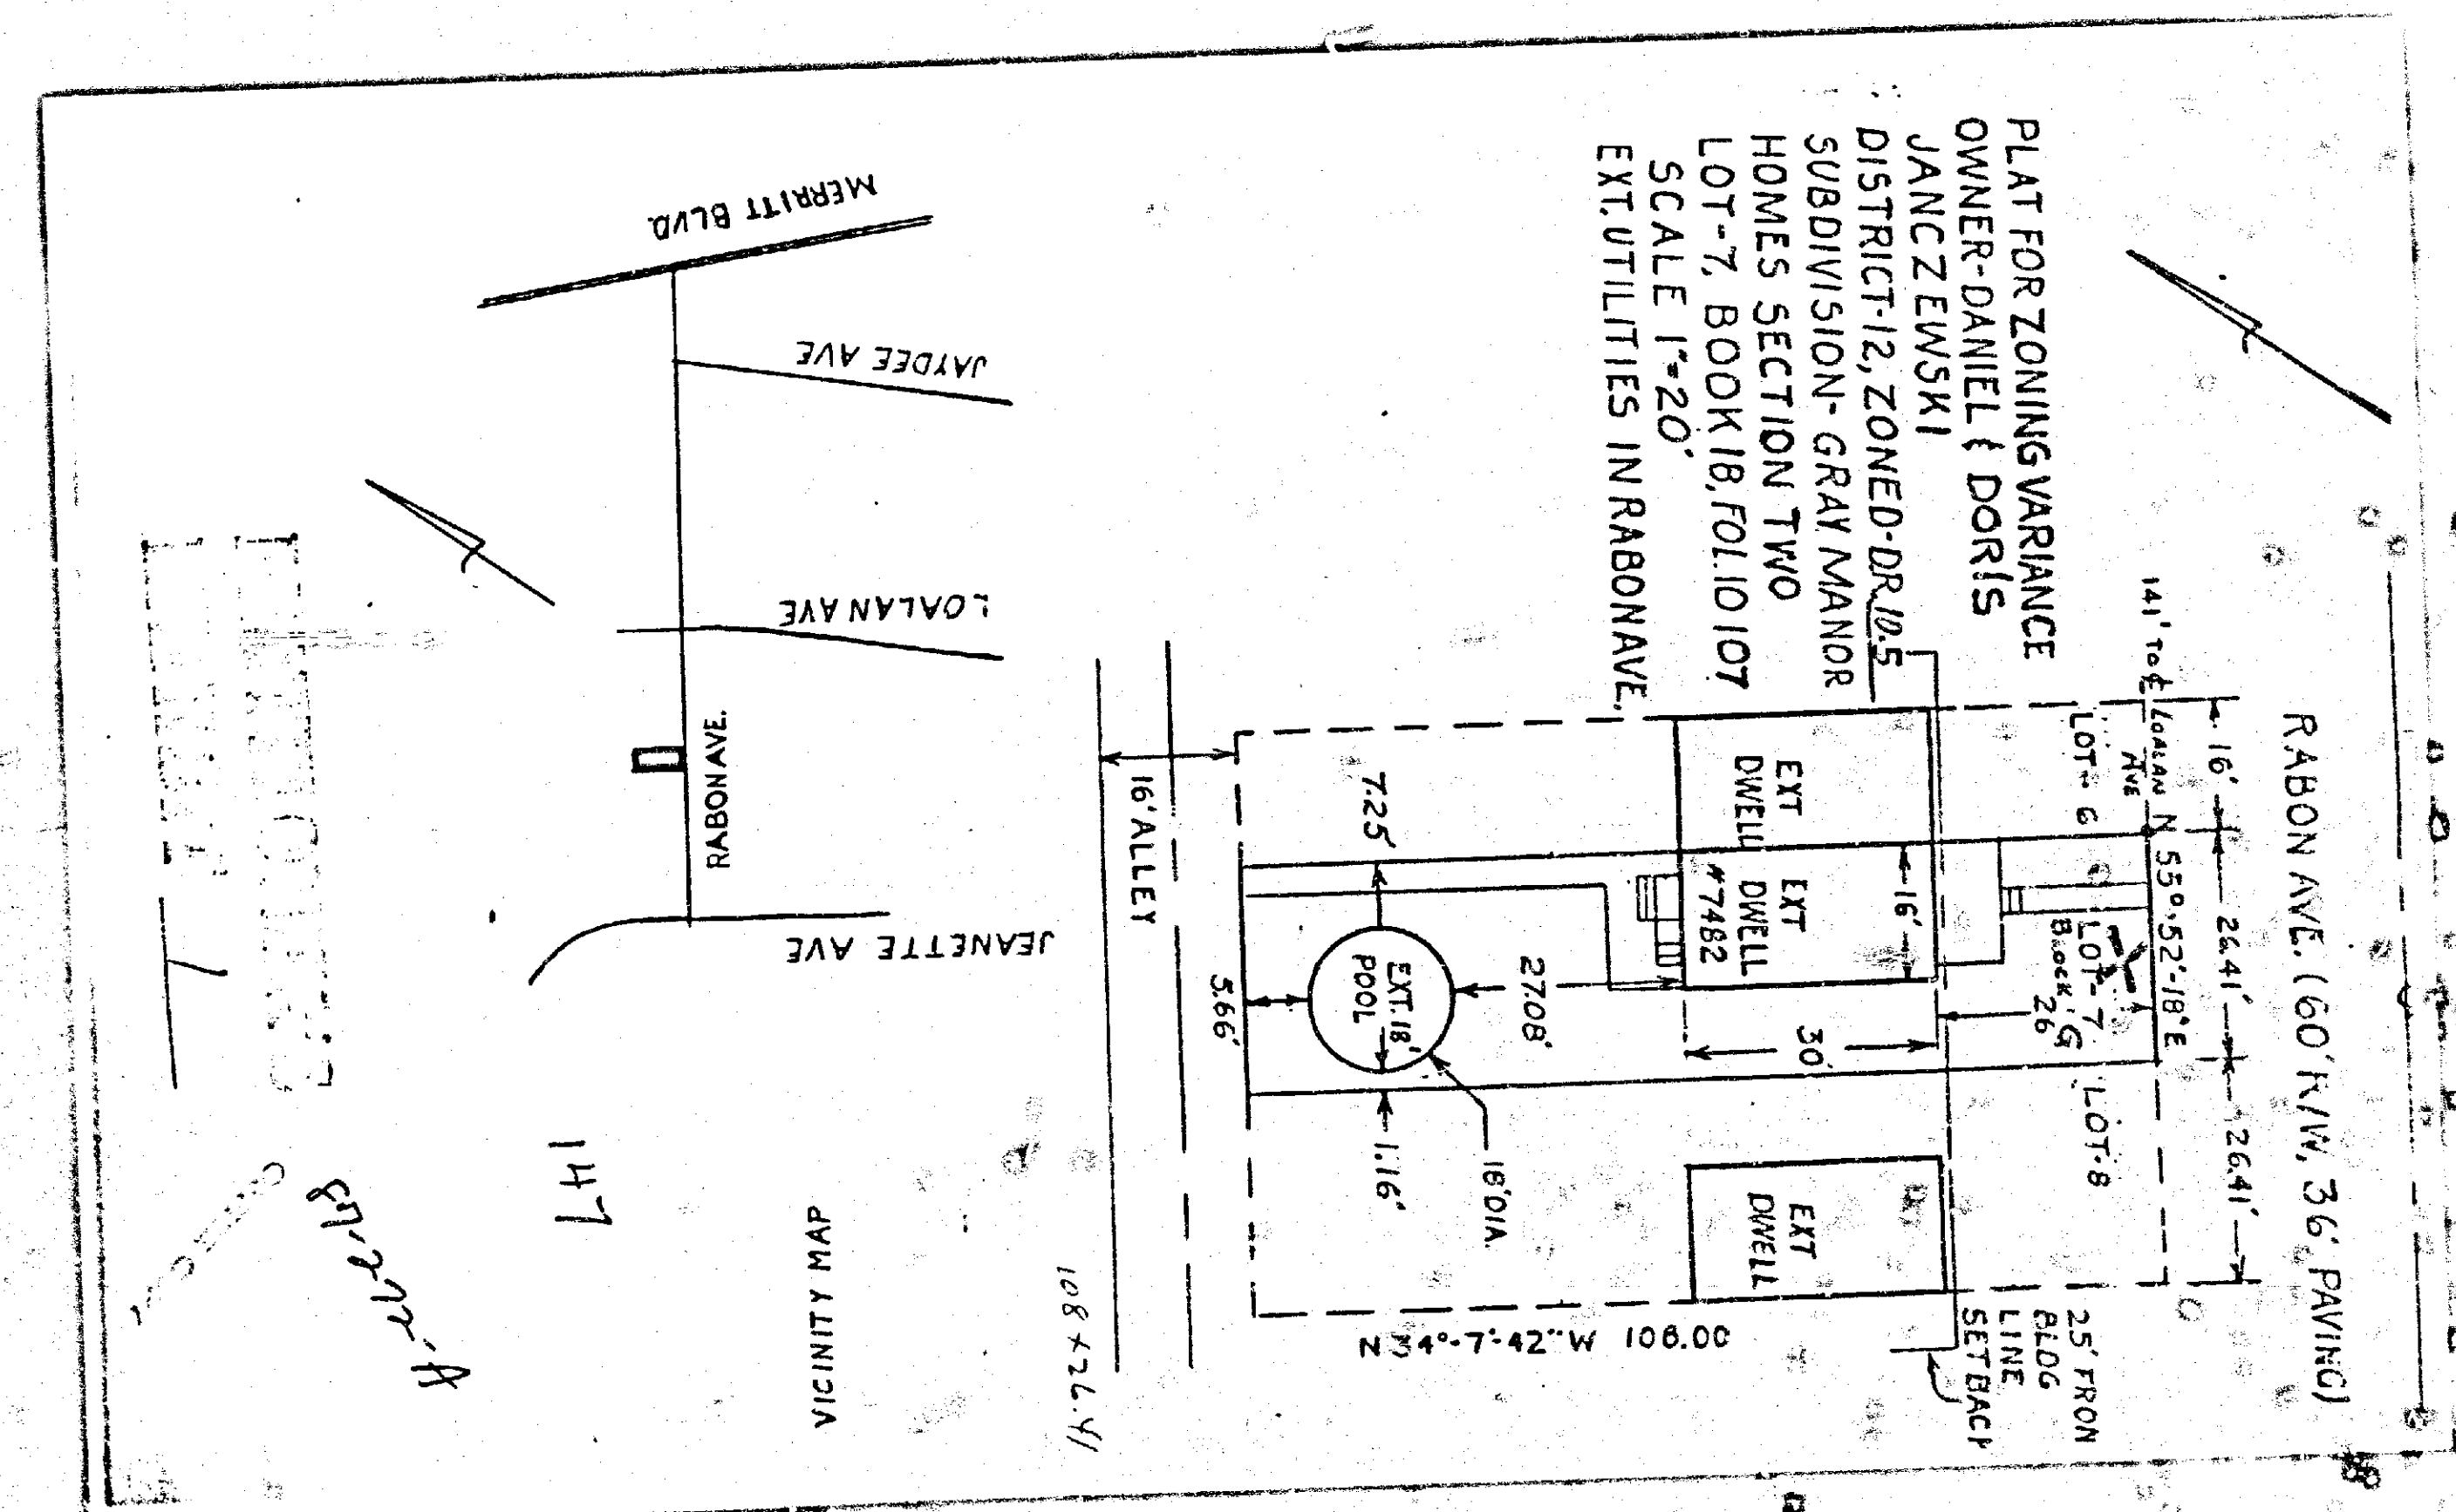 PLAT FOR ZONING VARIANCE
OWNER-DANIEL & DORIS
JANCZEWSKI
DISTRICT-12, ZONED-DR 10.5
SUBDIVISION-GRAY MANOR
HOMES SECTION TWO
LOT-7, BOOK 18, FOL.10 107
SCALE 1"=20'
EXT. UTILITIES IN RABON AVE.
RABON AVE. (60' R/W, 36' PAVING)
16'
26.41'
26.41'
141' TO ℄ LOALAN
AVE
N 55°-52'-18"E
LOT-6
LOT-7
BLOCK G
26'
LOT-8
25' FRON
BLDG
LINE
SETBACK
EXT
DWELL
EXT
DWELL
#7482
16'
30'
EXT
DWELL
27.08'
7.25'
EXT. 18'
POOL
18' DIA.
1.16'
5.66'
N 34°-7'-42"W 108.00
16' ALLEY
108 x 26.41
VICINITY MAP
MERRITT BLVD.
JAYDEE AVE
LOALAN AVE
RABON AVE.
JEANETTE AVE
147